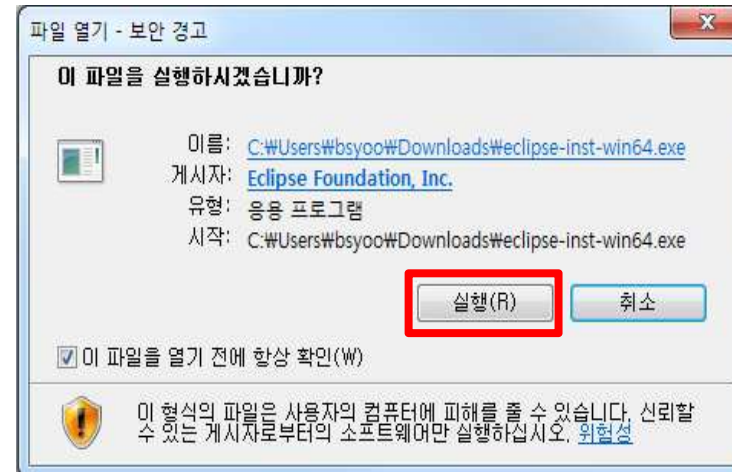 파일 열기 - 보안 경고
이 파일을 실행하시겠습니까?
이름: C:₩Users₩bsyoo₩Downloads₩eclipse-inst-win64.exe
게시자: Eclipse Foundation, Inc.
유형: 응용 프로그램
시작: C:₩Users₩bsyoo₩Downloads₩eclipse-inst-win64.exe
실행(R) 취소
이 파일을 열기 전에 항상 확인(W)
이 형식의 파일은 사용자의 컴퓨터에 피해를 줄 수 있습니다. 신뢰할
수 있는 게시자로부터의 소프트웨어만 실행하십시오. 위험성